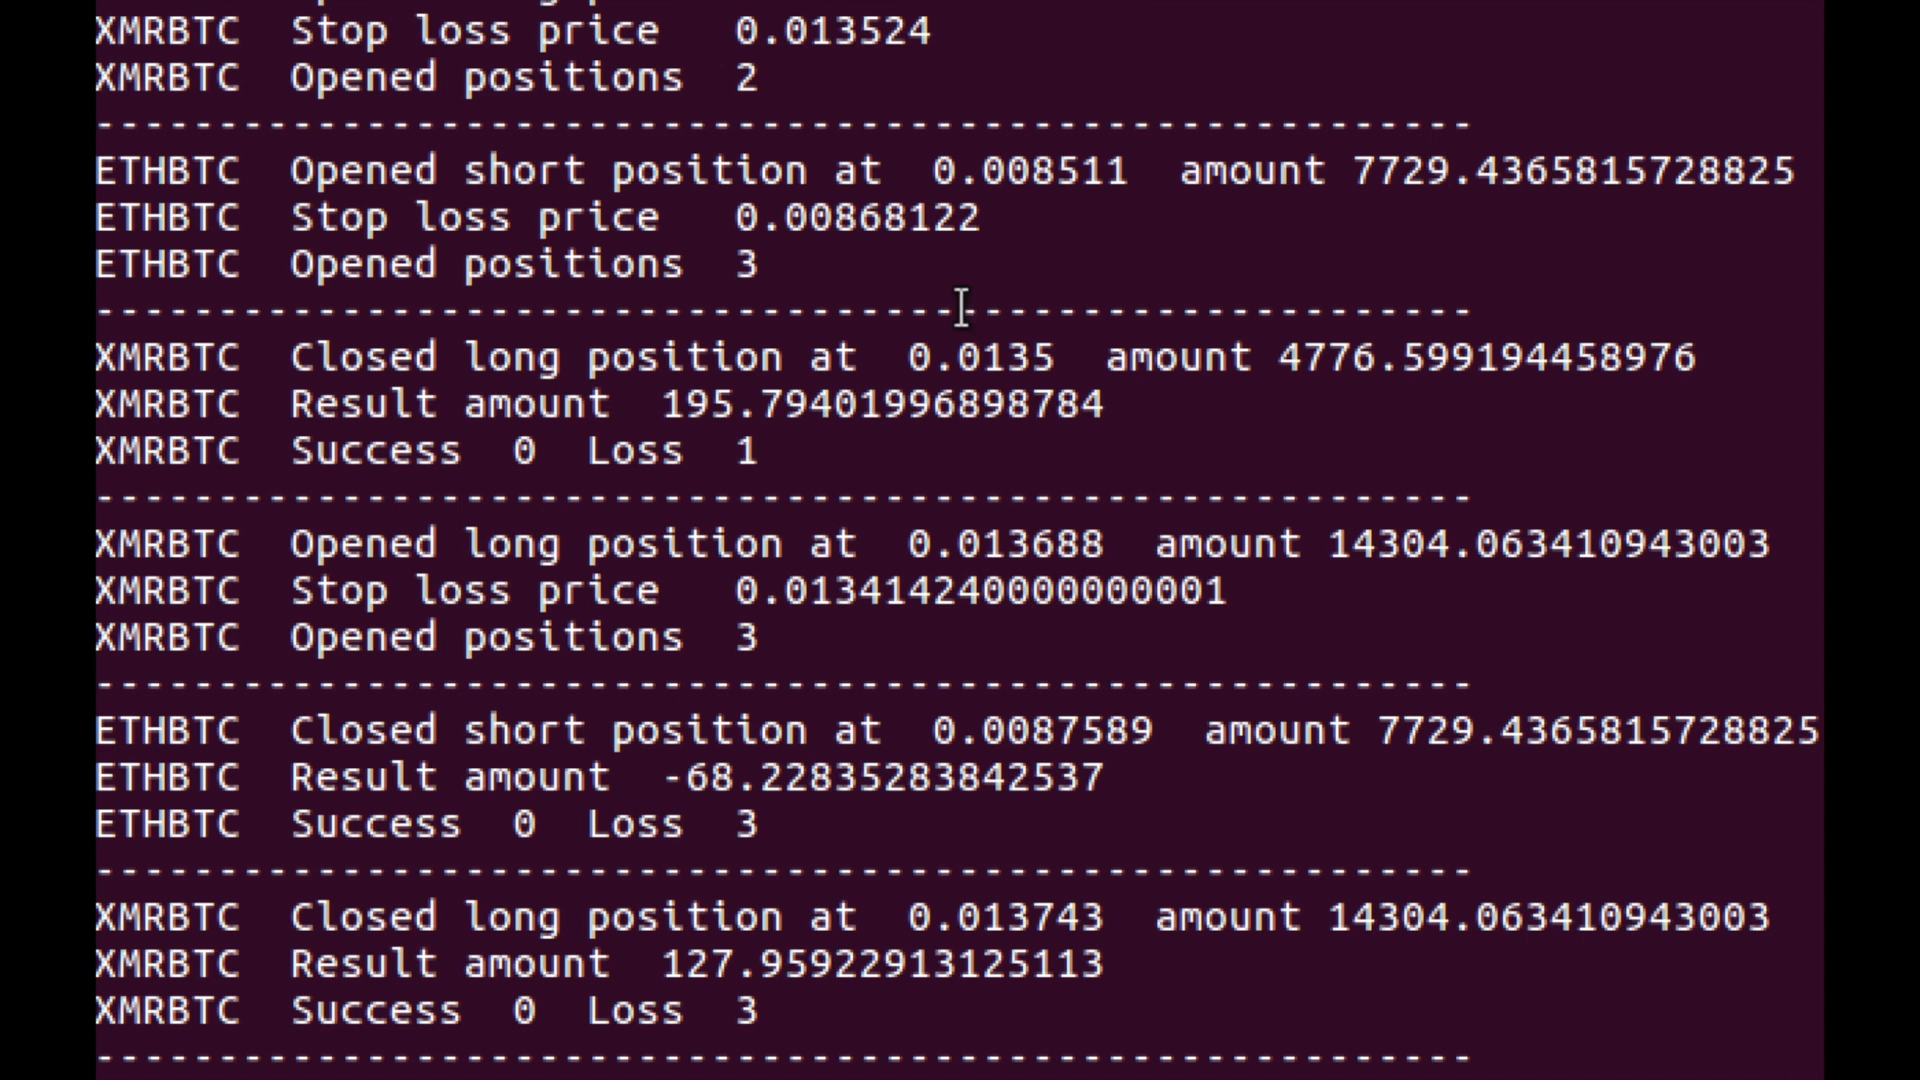 XMRBTC  Stop loss price   0.013524
XMRBTC  Opened positions  2
--------------------------------------------------------
ETHBTC  Opened short position at  0.008511  amount 7729.4365815728825
ETHBTC  Stop loss price   0.00868122
ETHBTC  Opened positions  3
--------------------------------------------------------
XMRBTC  Closed long position at  0.0135  amount 4776.599194458976
XMRBTC  Result amount  195.79401996898784
XMRBTC  Success  0  Loss  1
--------------------------------------------------------
XMRBTC  Opened long position at  0.013688  amount 14304.063410943003
XMRBTC  Stop loss price   0.013414240000000001
XMRBTC  Opened positions  3
--------------------------------------------------------
ETHBTC  Closed short position at  0.0087589  amount 7729.4365815728825
ETHBTC  Result amount  -68.22835283842537
ETHBTC  Success  0  Loss  3
--------------------------------------------------------
XMRBTC  Closed long position at  0.013743  amount 14304.063410943003
XMRBTC  Result amount  127.95922913125113
XMRBTC  Success  0  Loss  3
--------------------------------------------------------